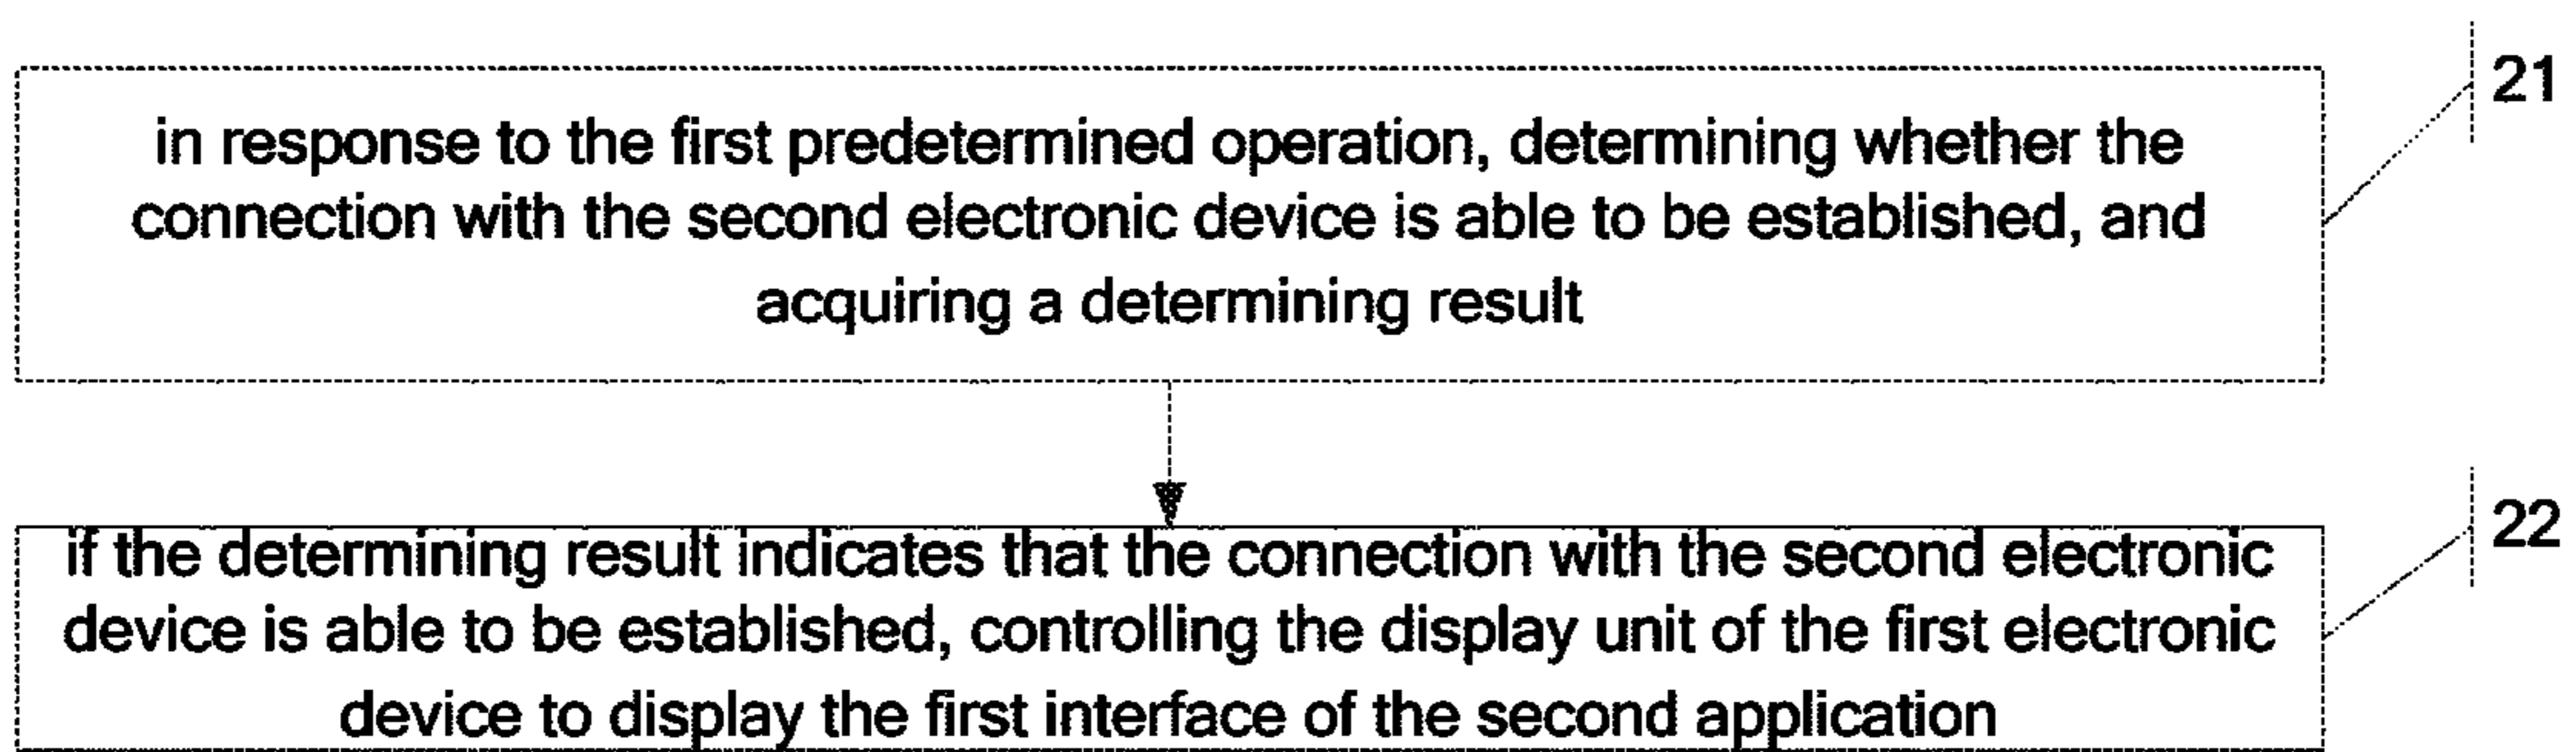 21
in response to the first predetermined operation, determining whether the
connection with the second electronic device is able to be established, and
acquiring a determining result
22
if the determining result indicates that the connection with the second electronic
device is able to be established, controlling the display unit of the first electronic
device to display the first interface of the second application